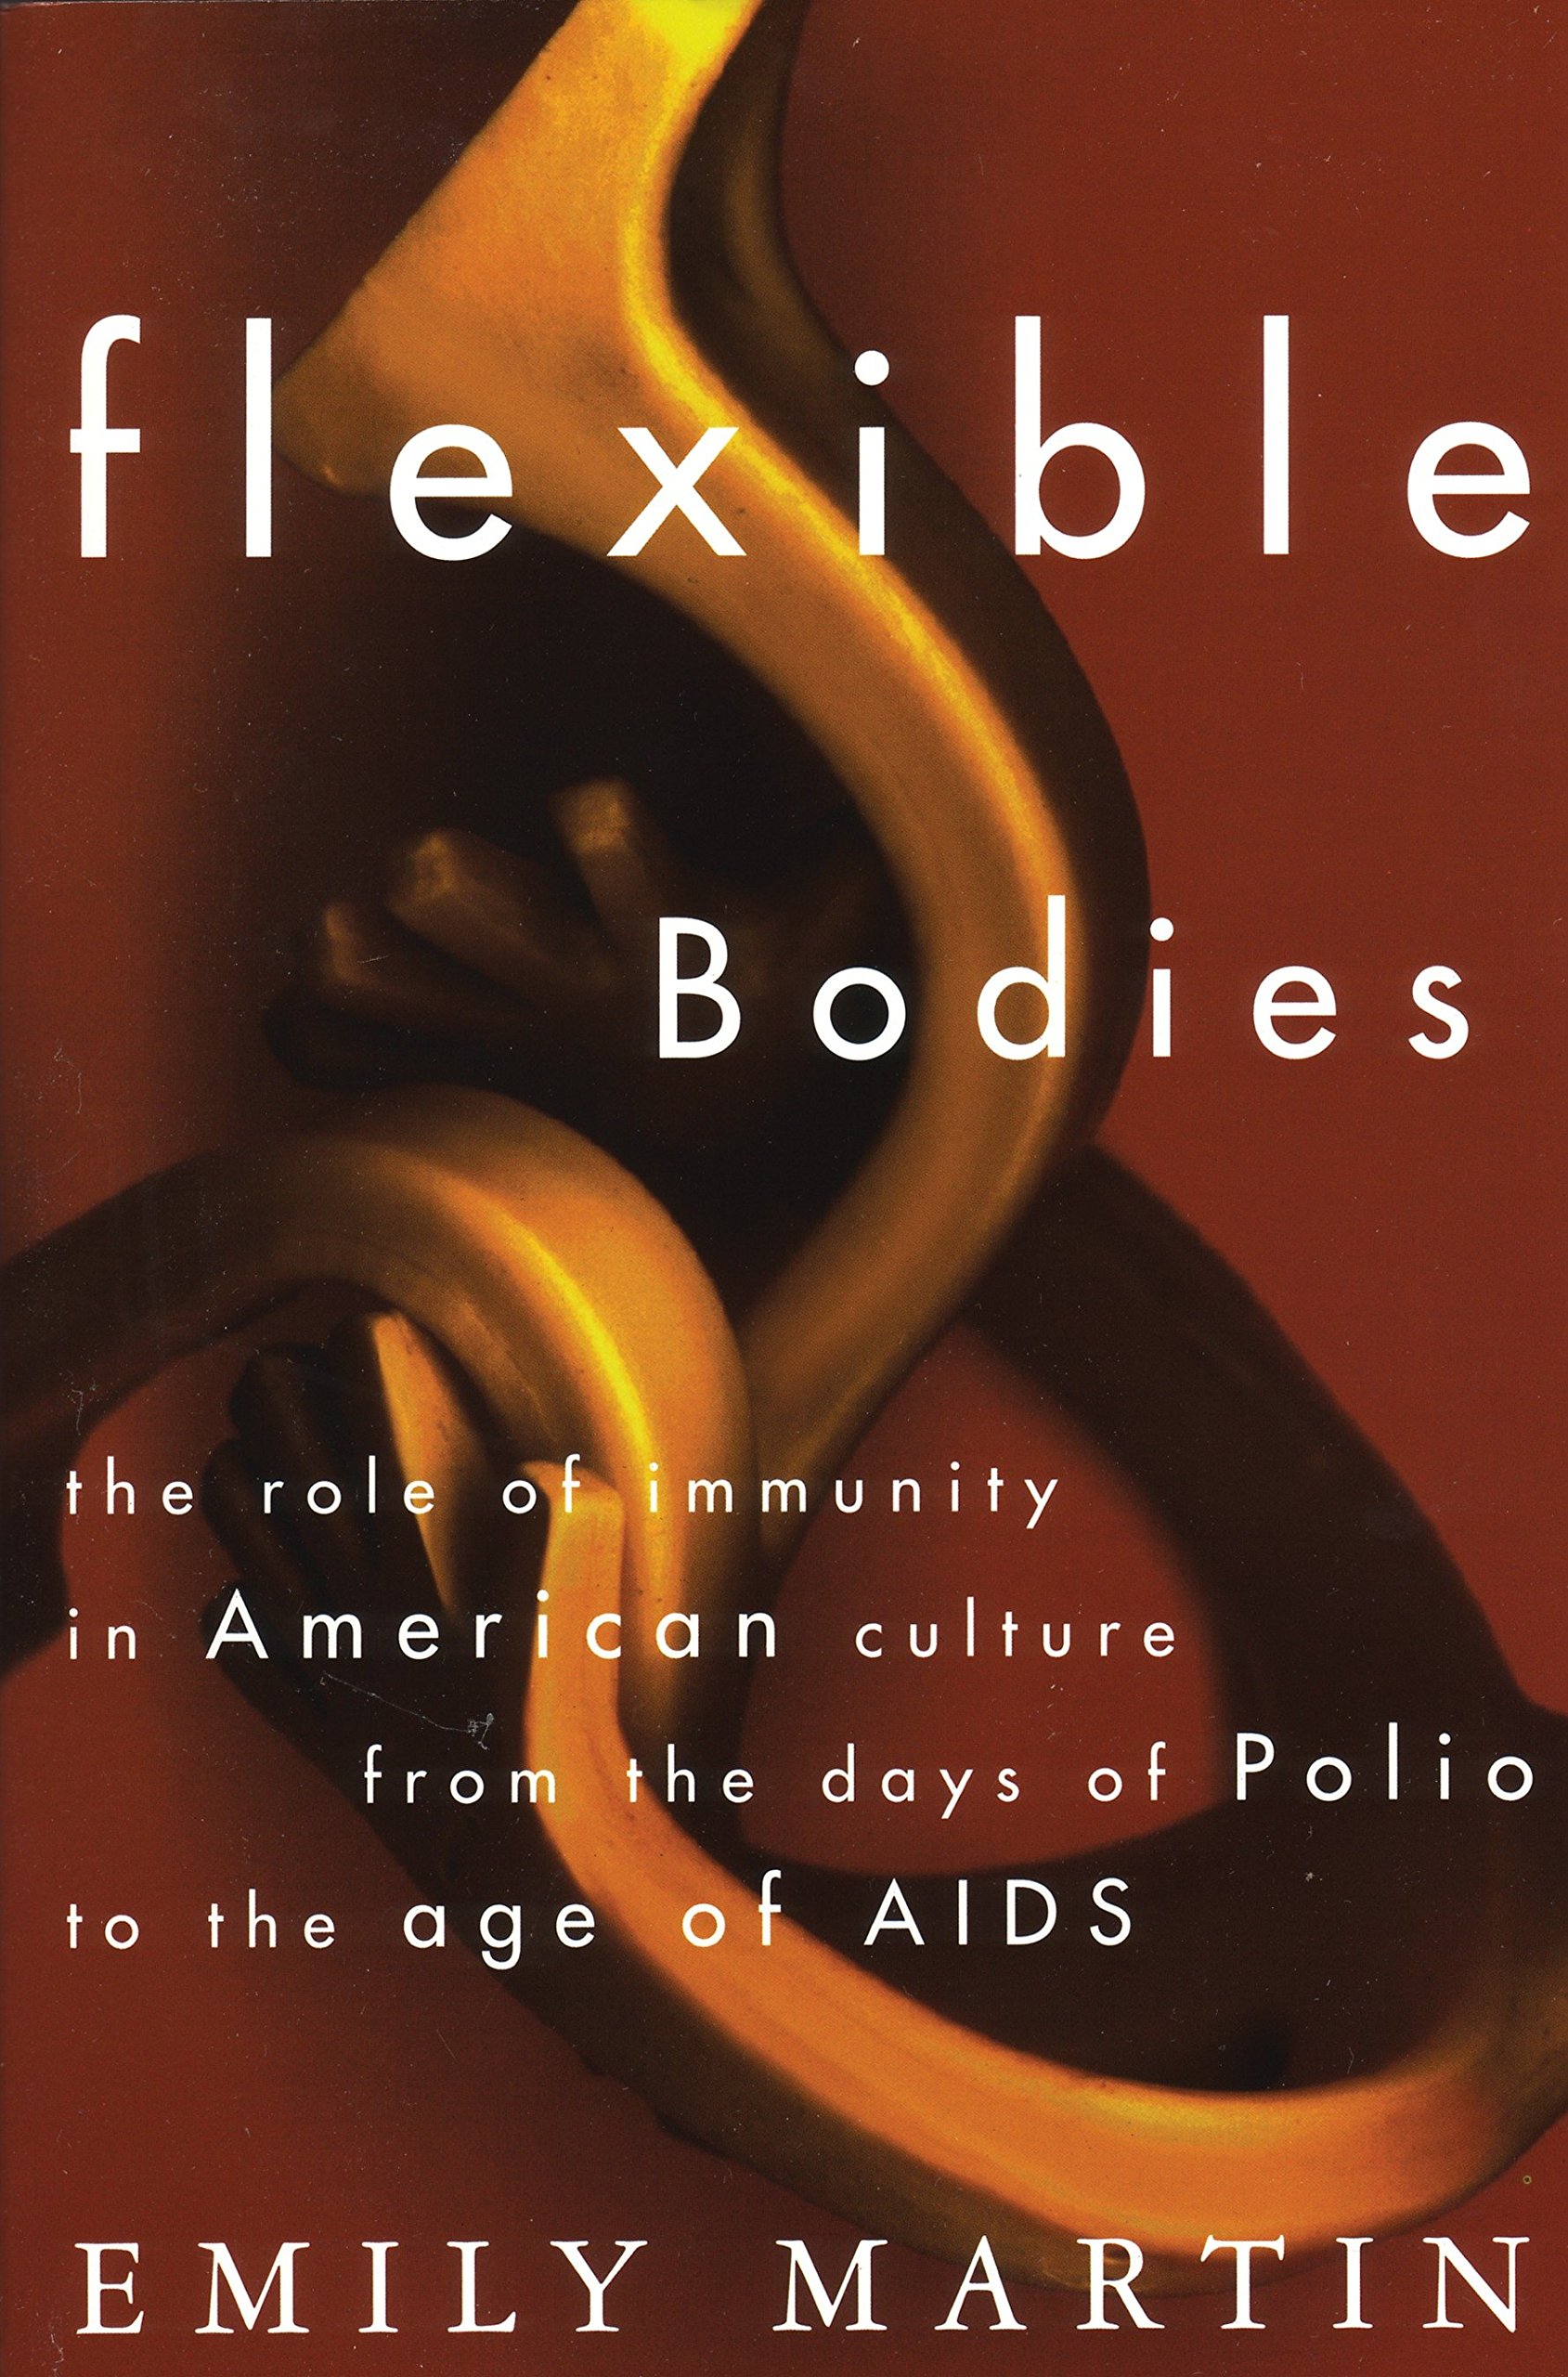 flexible
Bodies
the role of immunity
in American culture
from the days of Polio
to the age of AIDS
EMILY MARTIN